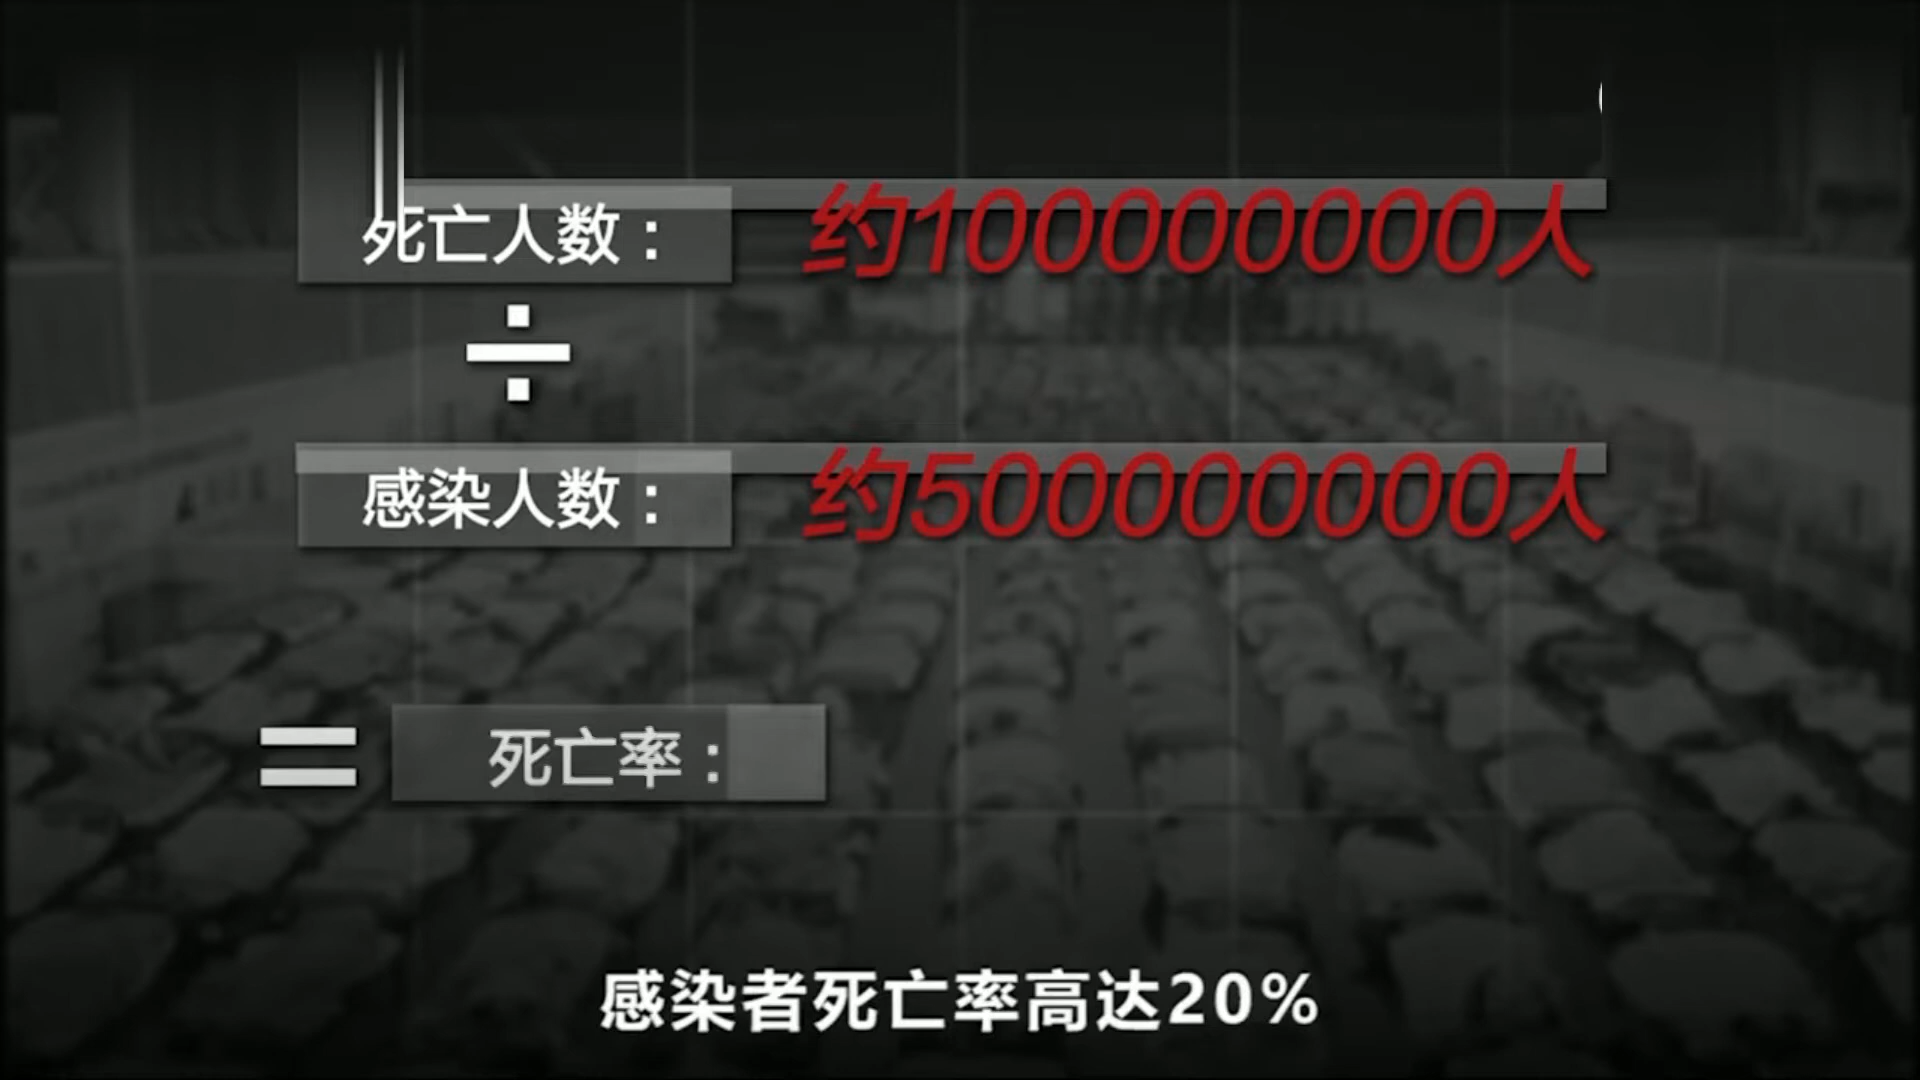 死亡人数：约100000000人
÷
感染人数：约500000000人
= 死亡率：
感染者死亡率高达20%